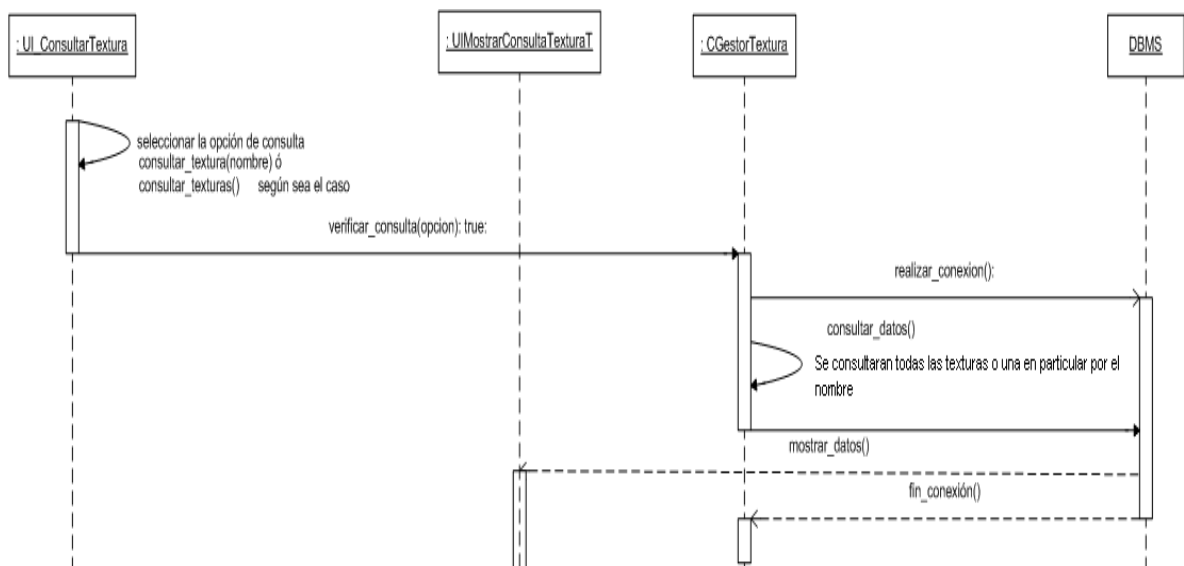 : UI_ConsultarTextura
: UIMostrarConsultaTexturaT
: CGestorTextura
DBMS
seleccionar la opción de consulta
consultar_textura(nombre) ó
consultar_texturas() según sea el caso
verificar_consulta(opcion): true:
realizar_conexion():
consultar_datos()
Se consultaran todas las texturas o una en particular por el
nombre
mostrar_datos()
fin_conexión()